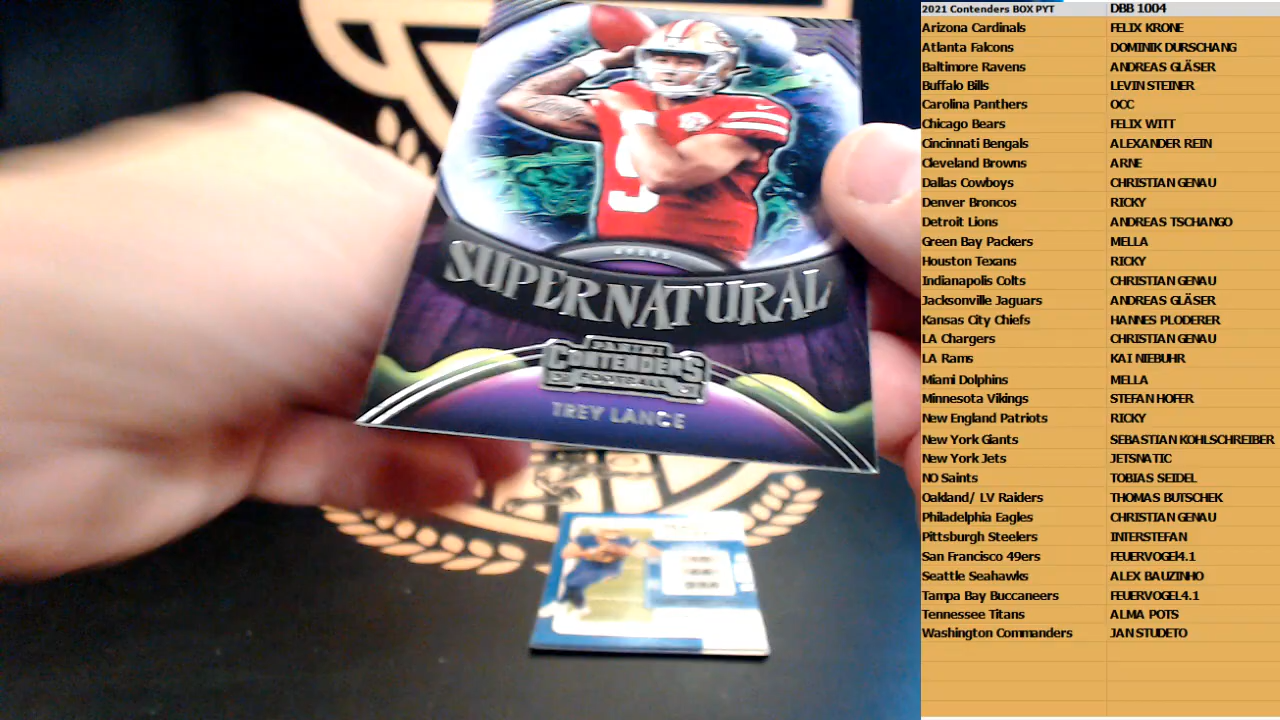 49ERS
SUPERNATURAL
PANINI
CONTENDERS
FOOTBALL
TREY LANCE
2021 Contenders BOX PYT DBB 1004
Arizona Cardinals FELIX KRONE
Atlanta Falcons DOMINIK DURSCHANG
Baltimore Ravens ANDREAS GLÄSER
Buffalo Bills LEVIN STEINER
Carolina Panthers OCC
Chicago Bears FELIX WITT
Cincinnati Bengals ALEXANDER REIN
Cleveland Browns ARNE
Dallas Cowboys CHRISTIAN GENAU
Denver Broncos RICKY
Detroit Lions ANDREAS TSCHANGO
Green Bay Packers MELLA
Houston Texans RICKY
Indianapolis Colts CHRISTIAN GENAU
Jacksonville Jaguars ANDREAS GLÄSER
Kansas City Chiefs HANNES PLODERER
LA Chargers CHRISTIAN GENAU
LA Rams KAI NIEBUHR
Miami Dolphins MELLA
Minnesota Vikings STEFAN HOFER
New England Patriots RICKY
New York Giants SEBASTIAN KOHLSCHREIBER
New York Jets JETSNATIC
NO Saints TOBIAS SEIDEL
Oakland/ LV Raiders THOMAS BUTSCHEK
Philadelphia Eagles CHRISTIAN GENAU
Pittsburgh Steelers INTERSTEFAN
San Francisco 49ers FEUERVOGEL4.1
Seattle Seahawks ALEX BAUZINHO
Tampa Bay Buccaneers FEUERVOGEL4.1
Tennessee Titans ALMA POTS
Washington Commanders JAN STUDETO